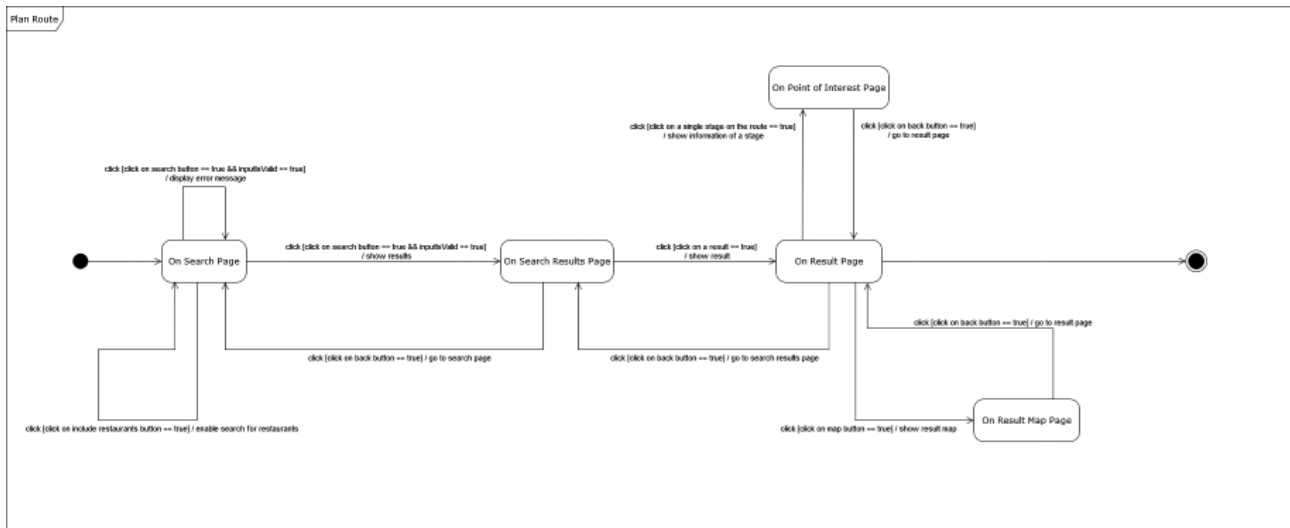 Plan Route
On Point of Interest Page
click [click on a single stage on the route == true]
/ show information of a stage
click [click on back button == true]
/ go to result page
click [click on search button == true && inputIsValid == true]
/ display error message
click [click on search button == true && inputIsValid == true]
/ show results
click [click on a result == true]
/ show result
On Search Page
On Search Results Page
On Result Page
click [click on back button == true] / go to result page
click [click on back button == true] / go to search page
click [click on back button == true] / go to search results page
On Result Map Page
click [click on include restaurants button == true] / enable search for restaurants
click [click on map button == true] / show result map